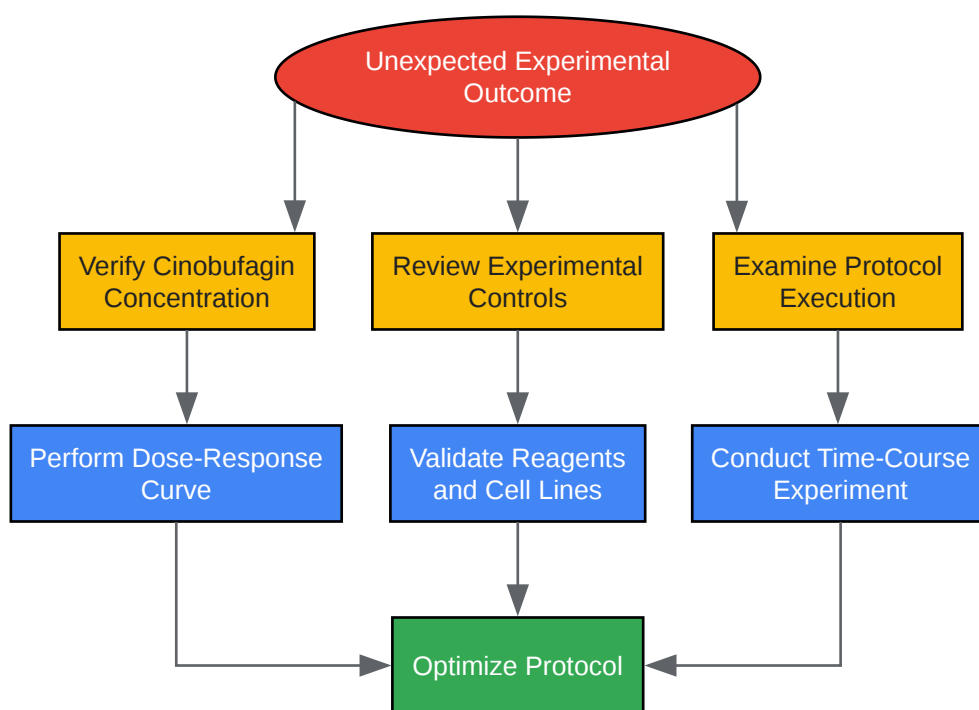 Unexpected Experimental
Outcome
Verify Cinobufagin
Concentration
Review Experimental
Controls
Examine Protocol
Execution
Perform Dose-Response
Curve
Validate Reagents
and Cell Lines
Conduct Time-Course
Experiment
Optimize Protocol